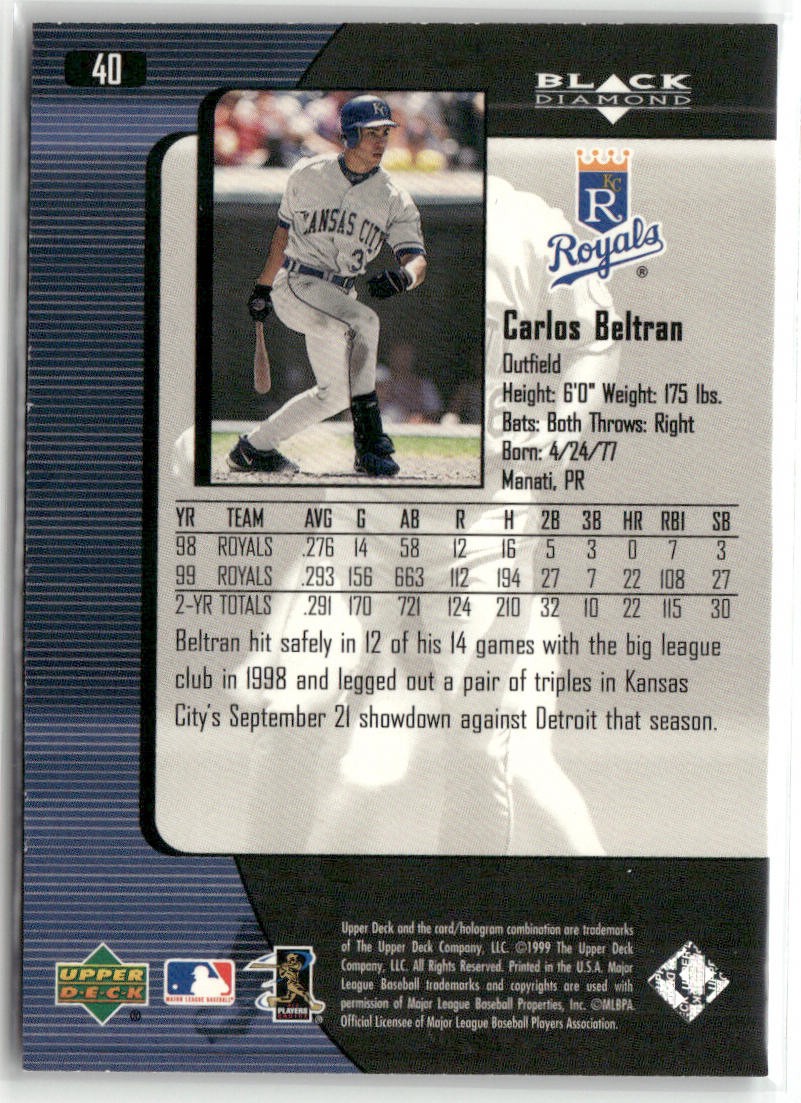 40
BLACK
DIAMOND
KC
KANSAS CITY
3
KC
R
Royals
®
Carlos Beltran
Outfield
Height: 6'0" Weight: 175 lbs.
Bats: Both Throws: Right
Born: 4/24/77
Manati, PR
YR TEAM AVG G AB R H 2B 3B HR RBI SB
98 ROYALS .276 14 58 12 16 5 3 0 7 3
99 ROYALS .293 156 663 112 194 27 7 22 108 27
2-YR TOTALS .291 170 721 124 210 32 10 22 115 30
Beltran hit safely in 12 of his 14 games with the big league
club in 1998 and legged out a pair of triples in Kansas
City's September 21 showdown against Detroit that season.
Upper Deck and the card/hologram combination are trademarks
of The Upper Deck Company, LLC. ©1999 The Upper Deck
Company, LLC. All Rights Reserved. Printed in the U.S.A. Major
League Baseball trademarks and copyrights are used with
permission of Major League Baseball Properties, Inc. ©MLBPA.
Official Licensee of Major League Baseball Players Association.
UPPER
D·E·C·K
®
MAJOR LEAGUE BASEBALL
PLAYERS